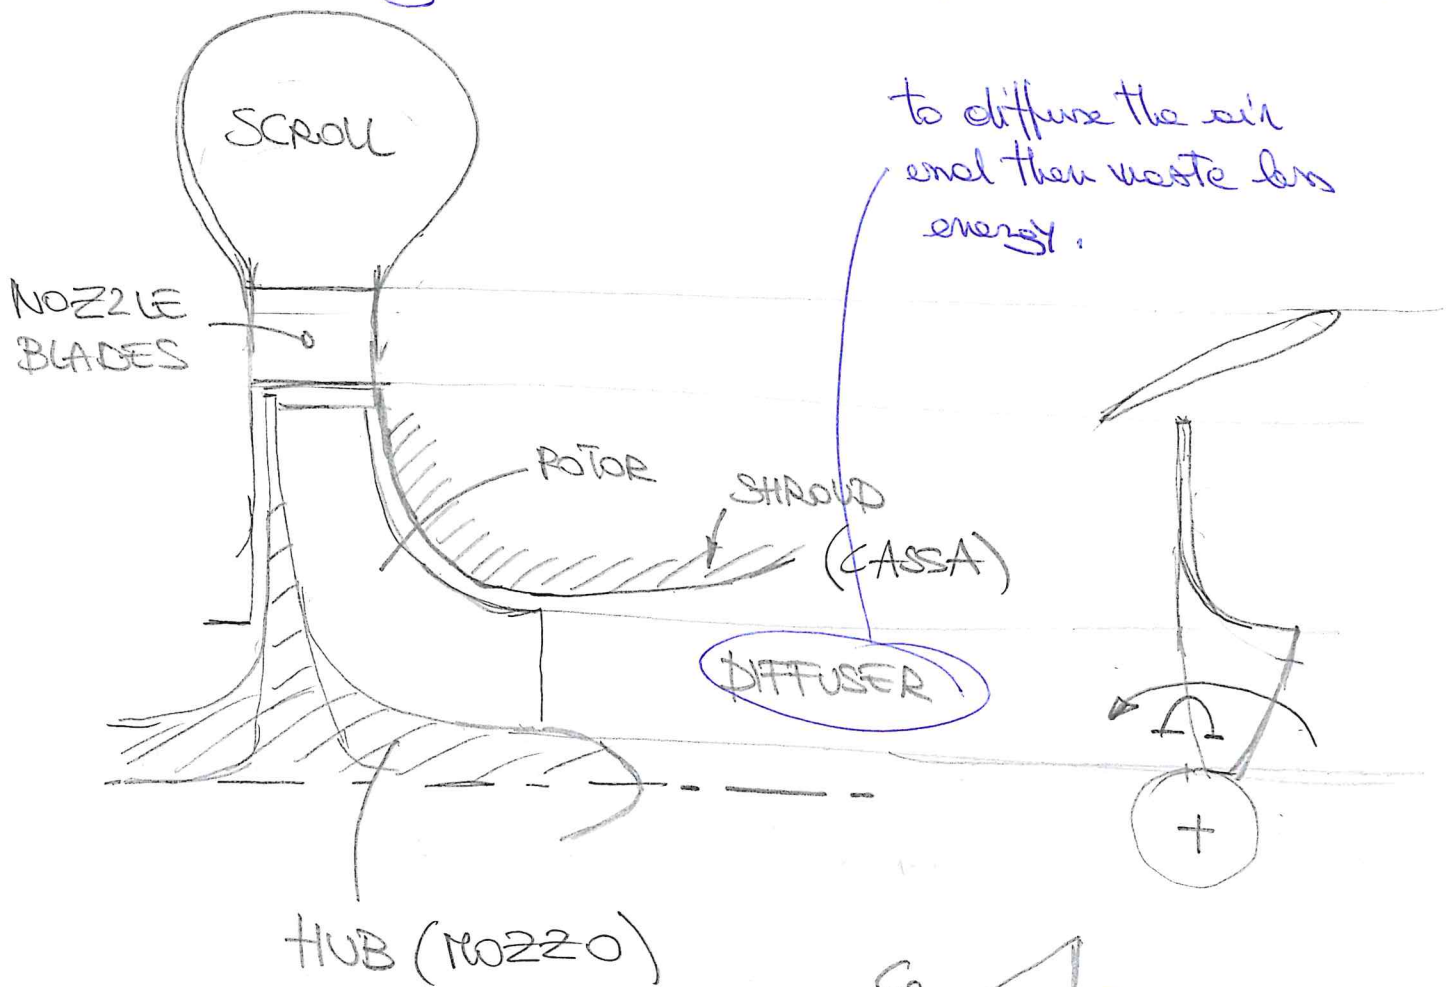 SCROLL
to diffuse the air
and then waste less
energy.
NOZZLE
BLADES
ROTOR
SHROUD
(CASSA)
DIFFUSER
Ω
+
HUB (MOZZO)